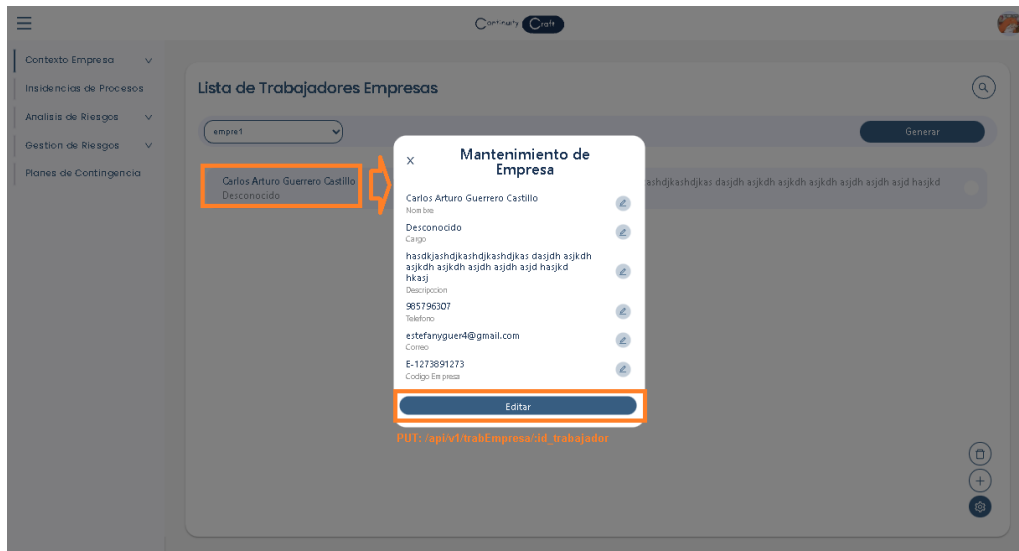 Continuity Craft
Contexto Empresa
Insidencias de Procesos
Analisis de Riesgos
Gestion de Riesgos
Planes de Contingencia
Lista de Trabajadores Empresas
empre1
Generar
Carlos Arturo Guerrero Castillo
Desconocido
ashdjkashdjkas dasjdh asjkdh asjkdh asjkdh asjdh asjdh asjd hasjkd
Mantenimiento de
Empresa
Carlos Arturo Guerrero Castillo
Nombre
Desconocido
Cargo
hasdkjashdjkashdjkashdjkas dasjdh asjkdh
asjkdh asjkdh asjdh asjdh asjd hasjkd
hkasj
Descripccion
985796307
Telefono
estefanyguer4@gmail.com
Correo
E-1273891273
Codigo Empresa
Editar
PUT: /api/v1/trabEmpresa/:id_trabajador